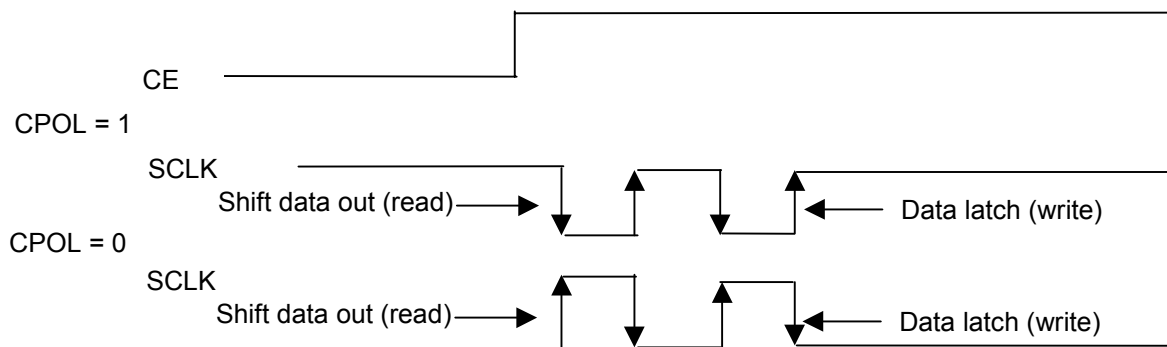 CE
CPOL = 1
SCLK
Shift data out (read)
Data latch (write)
CPOL = 0
SCLK
Shift data out (read)
Data latch (write)